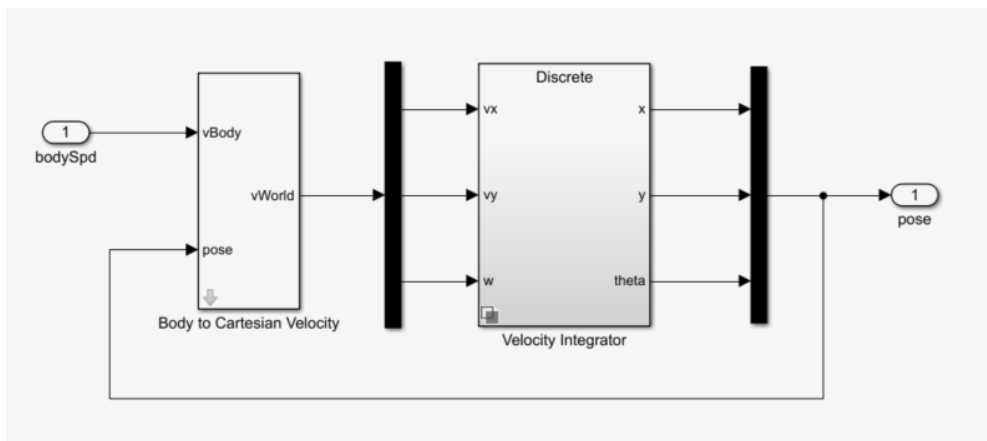 1
bodySpd
vBody
vWorld
pose
Body to Cartesian Velocity
Discrete
vx
x
vy
y
w
theta
Velocity Integrator
1
pose